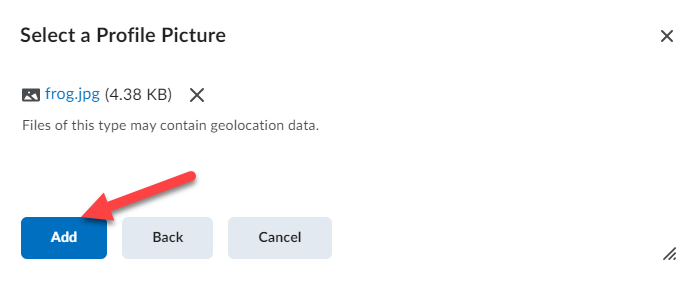 Select a Profile Picture
frog.jpg (4.38 KB)
Files of this type may contain geolocation data.
Add Back Cancel